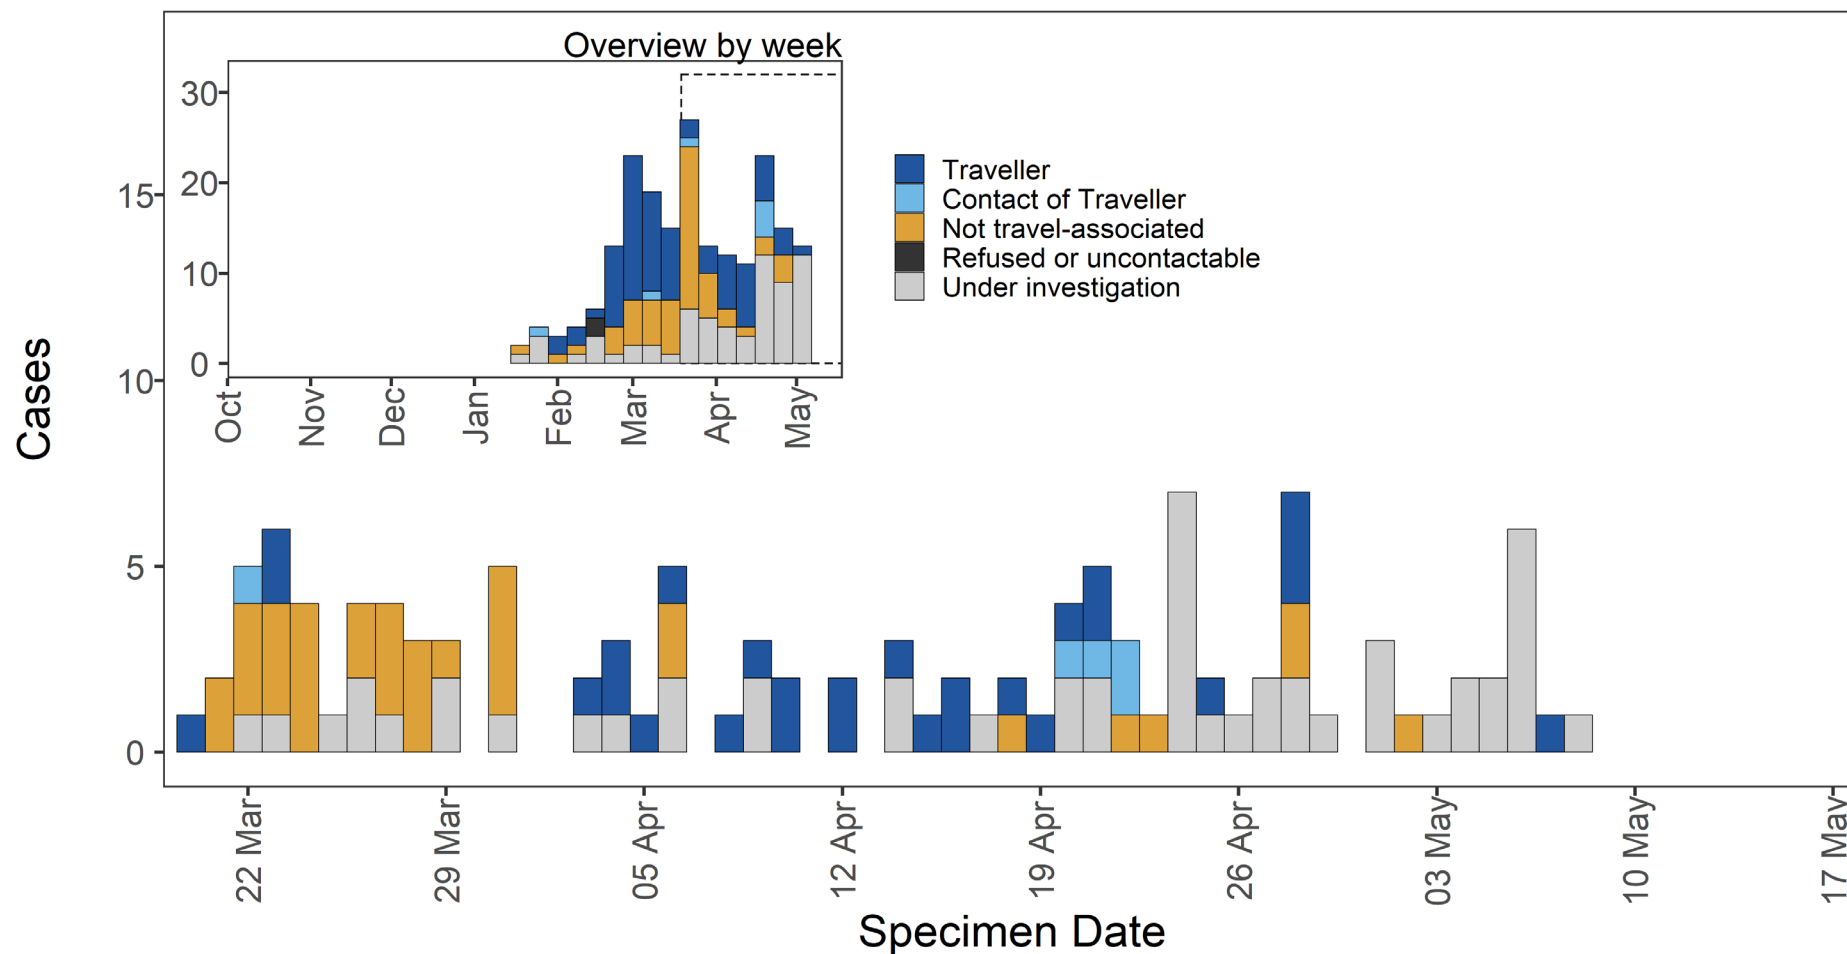 Overview by week
30
20
10
0
Oct
Nov
Dec
Jan
Feb
Mar
Apr
May
Traveller
Contact of Traveller
Not travel-associated
Refused or uncontactable
Under investigation
Cases
15
10
5
0
22 Mar
29 Mar
05 Apr
12 Apr
19 Apr
26 Apr
03 May
10 May
17 May
Specimen Date